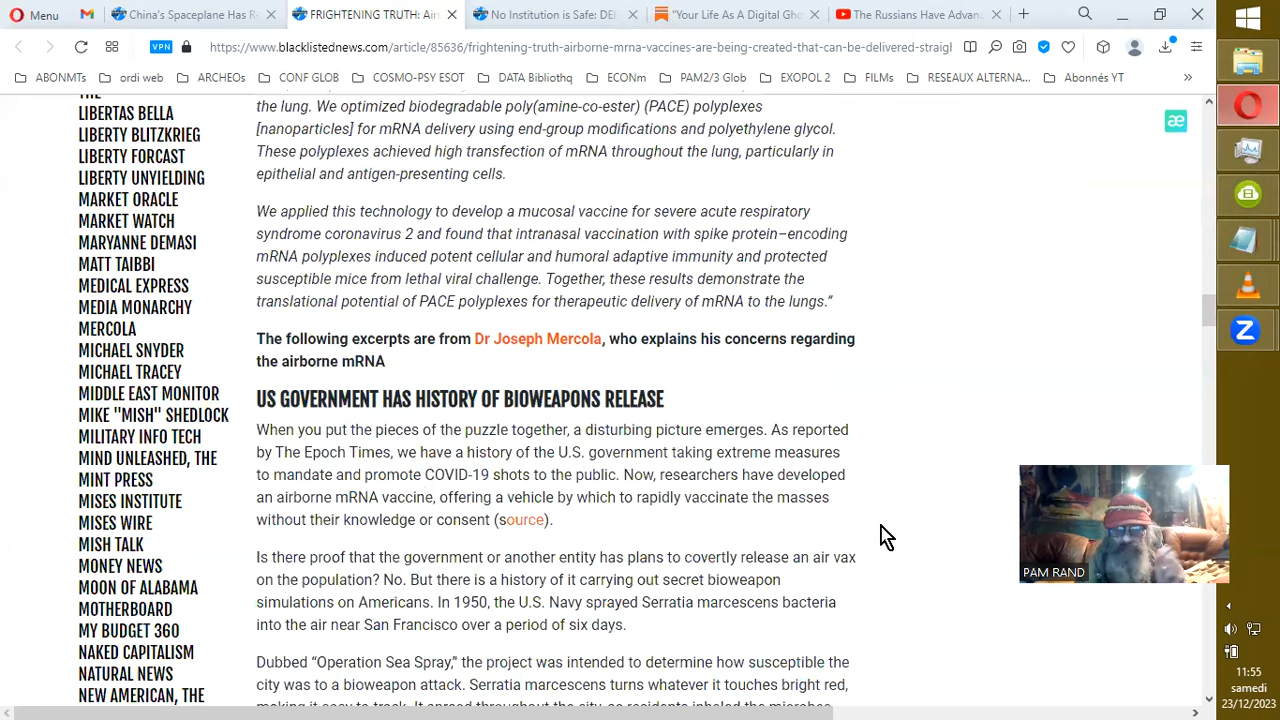 Menu
China's Spaceplane Has R
FRIGHTENING TRUTH: Air
No Institution is Safe: DEI
"Your Life As A Digital Gho
The Russians Have Advanc
VPN
https://www.blacklistednews.com/article/85636/frightening-truth-airborne-mrna-vaccines-are-being-created-that-can-be-delivered-straigl
ABONMTs
ordi web
ARCHEOs
CONF GLOB
COSMO-PSY ESOT
DATA Bibliothq
ECONm
PAM2/3 Glob
EXOPOL 2
FILMs
RESEAUX ALTERNA...
Abonnés YT
»
THE
LIBERTAS BELLA
LIBERTY BLITZKRIEG
LIBERTY FORCAST
LIBERTY UNYIELDING
MARKET ORACLE
MARKET WATCH
MARYANNE DEMASI
MATT TAIBBI
MEDICAL EXPRESS
MEDIA MONARCHY
MERCOLA
MICHAEL SNYDER
MICHAEL TRACEY
MIDDLE EAST MONITOR
MIKE "MISH" SHEDLOCK
MILITARY INFO TECH
MIND UNLEASHED, THE
MINT PRESS
MISES INSTITUTE
MISES WIRE
MISH TALK
MONEY NEWS
MOON OF ALABAMA
MOTHERBOARD
MY BUDGET 360
NAKED CAPITALISM
NATURAL NEWS
NEW AMERICAN, THE
the lung. We optimized biodegradable poly(amine-co-ester) (PACE) polyplexes
[nanoparticles] for mRNA delivery using end-group modifications and polyethylene glycol.
These polyplexes achieved high transfection of mRNA throughout the lung, particularly in
epithelial and antigen-presenting cells.
We applied this technology to develop a mucosal vaccine for severe acute respiratory
syndrome coronavirus 2 and found that intranasal vaccination with spike protein–encoding
mRNA polyplexes induced potent cellular and humoral adaptive immunity and protected
susceptible mice from lethal viral challenge. Together, these results demonstrate the
translational potential of PACE polyplexes for therapeutic delivery of mRNA to the lungs.”
The following excerpts are from Dr Joseph Mercola, who explains his concerns regarding
the airborne mRNA
US GOVERNMENT HAS HISTORY OF BIOWEAPONS RELEASE
When you put the pieces of the puzzle together, a disturbing picture emerges. As reported
by The Epoch Times, we have a history of the U.S. government taking extreme measures
to mandate and promote COVID-19 shots to the public. Now, researchers have developed
an airborne mRNA vaccine, offering a vehicle by which to rapidly vaccinate the masses
without their knowledge or consent (source).
Is there proof that the government or another entity has plans to covertly release an air vax
on the population? No. But there is a history of it carrying out secret bioweapon
simulations on Americans. In 1950, the U.S. Navy sprayed Serratia marcescens bacteria
into the air near San Francisco over a period of six days.
Dubbed “Operation Sea Spray,” the project was intended to determine how susceptible the
city was to a bioweapon attack. Serratia marcescens turns whatever it touches bright red,
making it easy to track. It spread throughout the city, as residents inhaled the microbes
æ
PAM RAND
11:55
samedi
23/12/2023